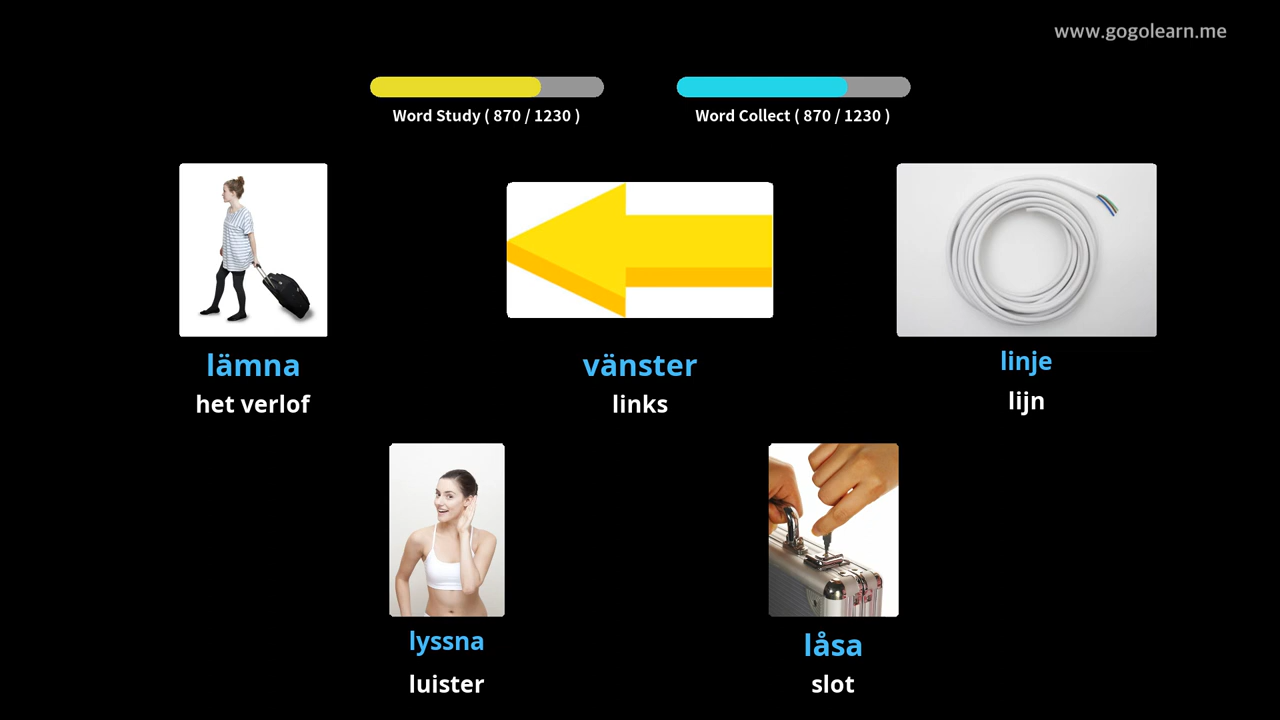 www.gogolearn.me
Word Study ( 870 / 1230 )
Word Collect ( 870 / 1230 )
lämna
het verlof
vänster
links
linje
lijn
lyssna
luister
låsa
slot